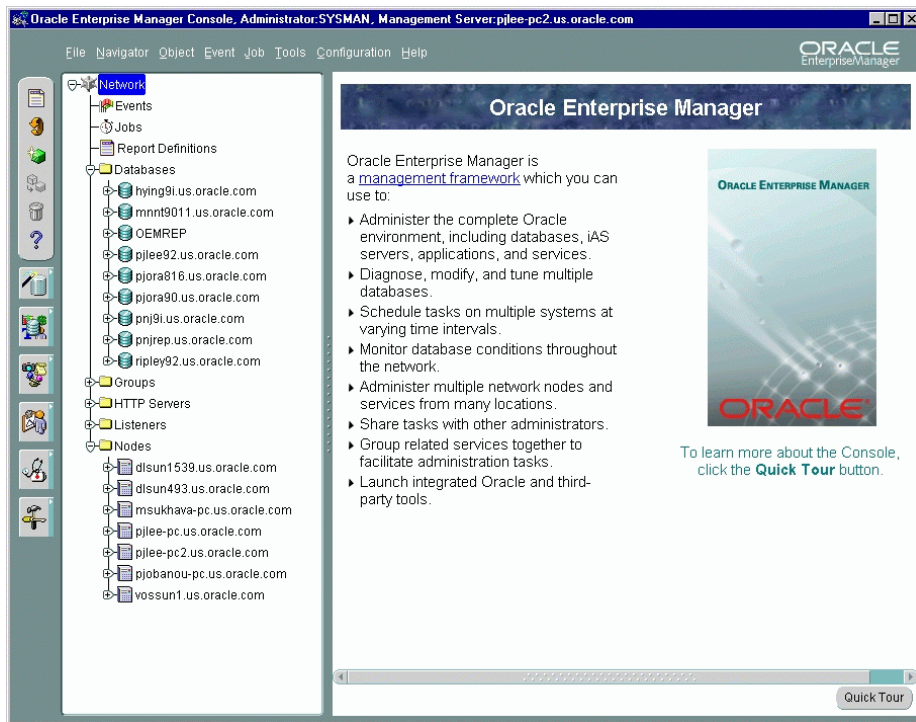 Oracle Enterprise Manager Console, Administrator:SYSMAN, Management Server:pjlee-pc2.us.oracle.com
File Navigator Object Event Job Tools Configuration Help
ORACLE
EnterpriseManager
Network
Events
Jobs
Report Definitions
Databases
hying9i.us.oracle.com
mnnt9011.us.oracle.com
OEMREP
pjlee92.us.oracle.com
pjora816.us.oracle.com
pjora90.us.oracle.com
pnj9i.us.oracle.com
pnjrep.us.oracle.com
ripley92.us.oracle.com
Groups
HTTP Servers
Listeners
Nodes
dlsun1539.us.oracle.com
dlsun493.us.oracle.com
msukhava-pc.us.oracle.com
pjlee-pc.us.oracle.com
pjlee-pc2.us.oracle.com
pjobanou-pc.us.oracle.com
vossun1.us.oracle.com
Oracle Enterprise Manager
Oracle Enterprise Manager is
a management framework which you can
use to:
Administer the complete Oracle
environment, including databases, iAS
servers, applications, and services.
Diagnose, modify, and tune multiple
databases.
Schedule tasks on multiple systems at
varying time intervals.
Monitor database conditions throughout
the network.
Administer multiple network nodes and
services from many locations.
Share tasks with other administrators.
Group related services together to
facilitate administration tasks.
Launch integrated Oracle and third-
party tools.
ORACLE ENTERPRISE MANAGER
ORACLE
To learn more about the Console,
click the Quick Tour button.
Quick Tour